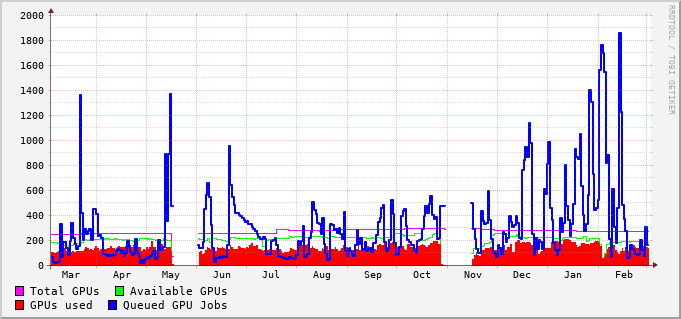 2000
1800
1600
1400
1200
1000
800
600
400
200
0
Mar Apr May Jun Jul Aug Sep Oct Nov Dec Jan Feb
Total GPUs Available GPUs
GPUs used Queued GPU Jobs
RRDTOOL / TOBI OETIKER